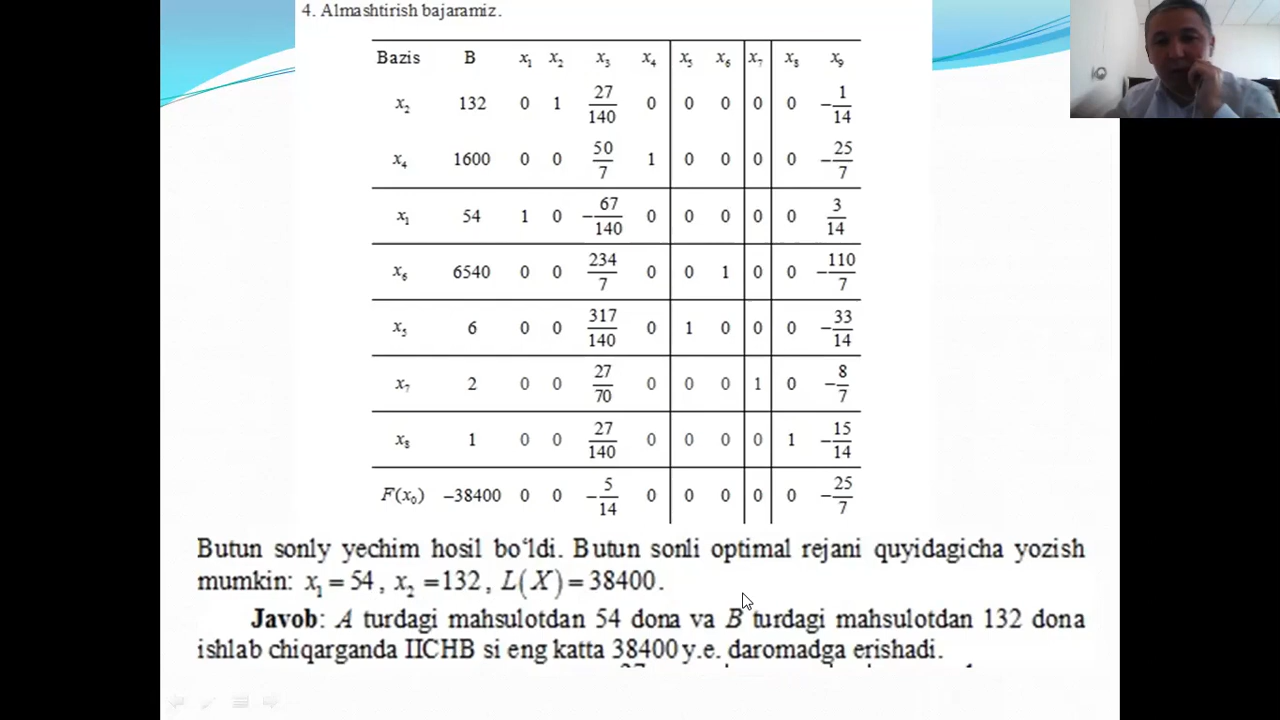 4. Almashtirish bajaramiz.
Bazis B x₁ x₂ x₃ x₄ x₅ x₆ x₇ x₈ x₉
x₂ 132 0 1 27/140 0 0 0 0 0 −1/14
x₄ 1600 0 0 50/7 1 0 0 0 0 −25/7
x₁ 54 1 0 −67/140 0 0 0 0 0 3/14
x₆ 6540 0 0 234/7 0 0 1 0 0 −110/7
x₅ 6 0 0 317/140 0 1 0 0 0 −33/14
x₇ 2 0 0 27/70 0 0 0 1 0 −8/7
x₈ 1 0 0 27/140 0 0 0 0 1 −15/14
F(x₀) −38400 0 0 −5/14 0 0 0 0 0 −25/7
Butun sonly yechim hosil bo‘ldi. Butun sonli optimal rejani quyidagicha yozish
mumkin: x₁ = 54 , x₂ =132 , L(X) = 38400.
Javob: A turdagi mahsulotdan 54 dona va B turdagi mahsulotdan 132 dona
ishlab chiqarganda IICHB si eng katta 38400 y.e. daromadga erishadi.